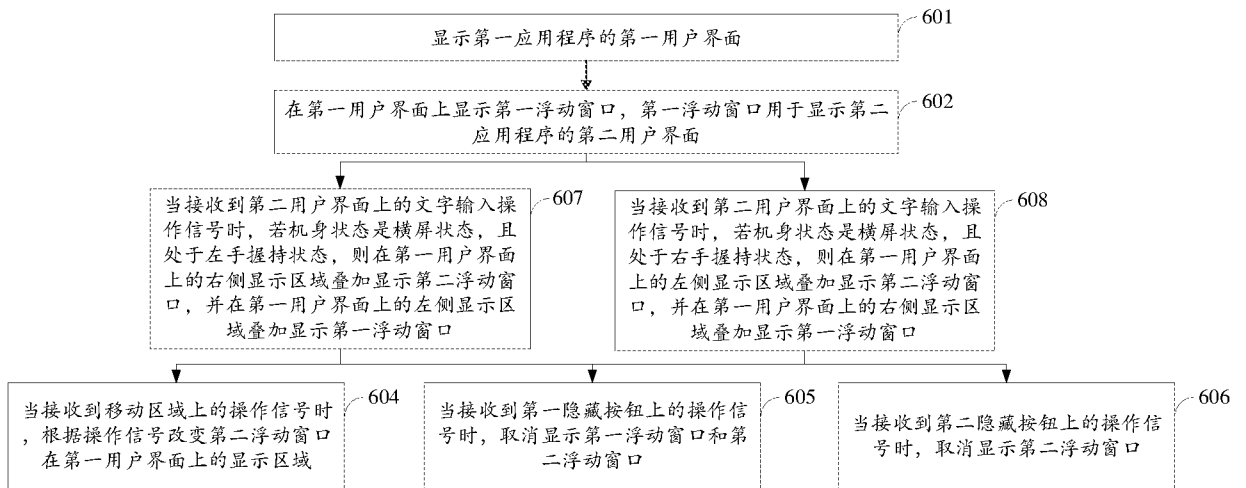 显示第一应用程序的第一用户界面
601
在第一用户界面上显示第一浮动窗口，第一浮动窗口用于显示第二
应用程序的第二用户界面
602
当接收到第二用户界面上的文字输入操
作信号时，若机身状态是横屏状态，且
处于左手握持状态，则在第一用户界面
上的右侧显示区域叠加显示第二浮动窗
口，并在第一用户界面上的左侧显示区
域叠加显示第一浮动窗口
607
当接收到第二用户界面上的文字输入操
作信号时，若机身状态是横屏状态，且
处于右手握持状态，则在第一用户界面
上的左侧显示区域叠加显示第二浮动窗
口，并在第一用户界面上的右侧显示区
域叠加显示第一浮动窗口
608
当接收到移动区域上的操作信号时
，根据操作信号改变第二浮动窗口
在第一用户界面上的显示区域
604
当接收到第一隐藏按钮上的操作信
号时，取消显示第一浮动窗口和第
二浮动窗口
605
当接收到第二隐藏按钮上的操作信
号时，取消显示第二浮动窗口
606